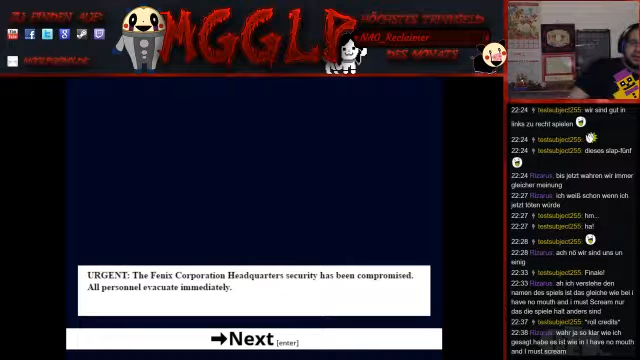 ZU FINDEN AUF:
MGGLP
HÖCHSTES TRINKGELD
NAG_Reclaimer
DES MONATS
URGENT: The Fenix Corporation Headquarters security has been compromised.
All personnel evacuate immediately.
➡Next [enter]
22:24 testsubject255: wir sind gut in
links zu recht spielen
22:24 testsubject255:
22:24 testsubject255: dieses slap-fünf
22:24 Rizarus: bis jetzt wahren wir immer
gleicher meinung
22:27 Rizarus: ich weiß schon wenn ich
jetzt töten würde
22:27 testsubject255: hm...
22:27 testsubject255: ha!
22:28 testsubject255:
22:28 Rizarus: ach nö wir sind uns un
einig
22:33 testsubject255: Finale!
22:33 Rizarus: ah ich verstehe den
namen des spiels ist das gleiche wie bei i
have no mouth and i must Scream nur
das die spiele halt anders sind
22:37 testsubject255: *roll credits*
22:38 Rizarus: wahr ja so klar wie ich
gesagt habe es ist wie in I have no mouth
and I must scream